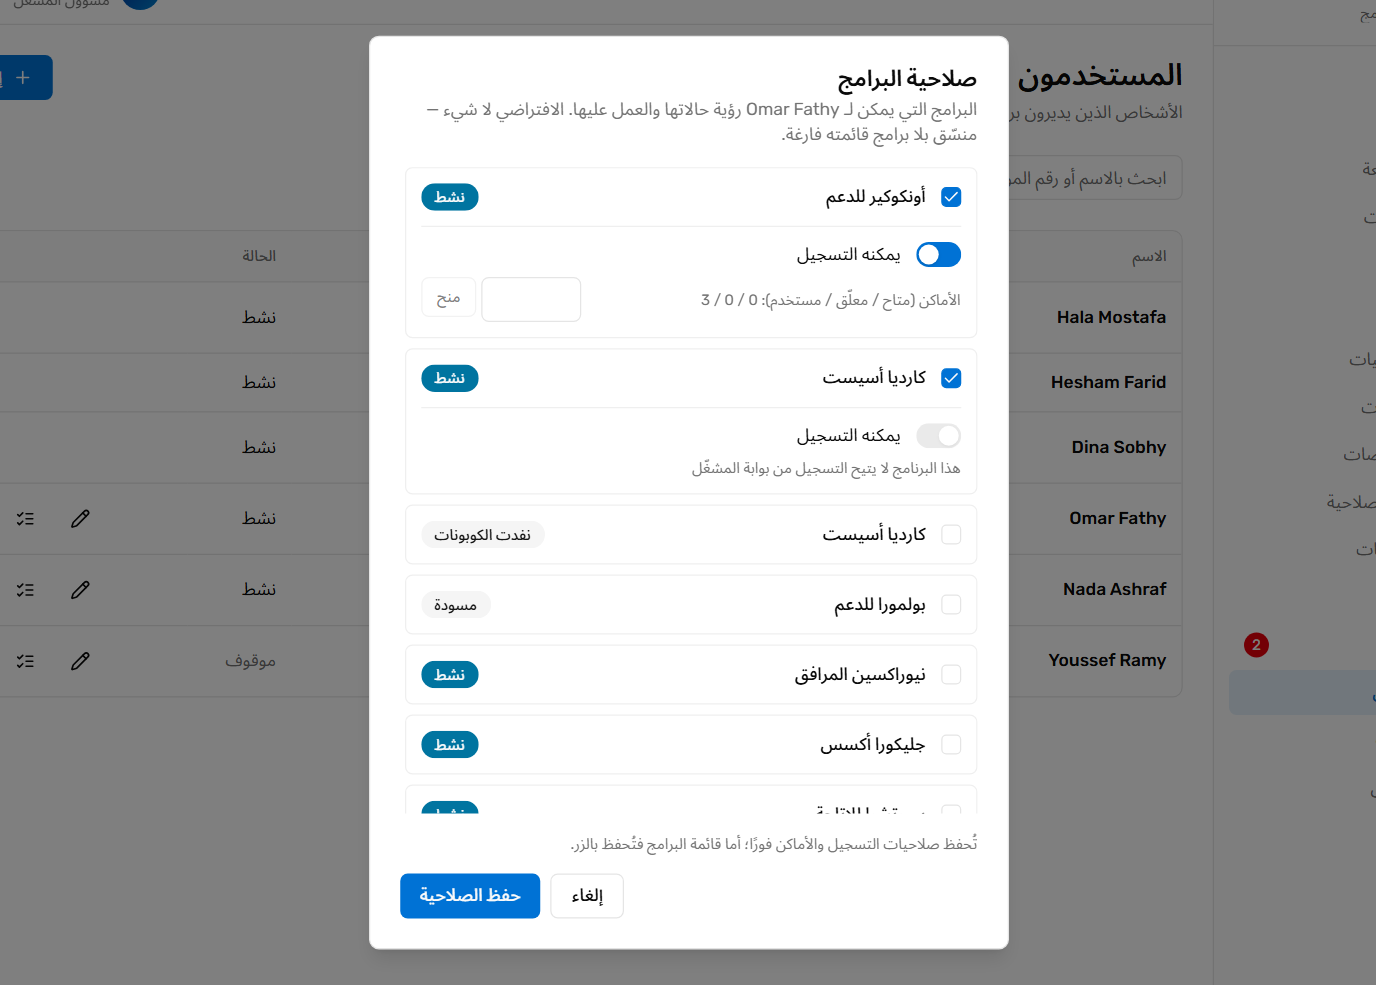 مسؤول المشغل
المستخدمون
الأشخاص الذين يديرون
ابحث بالاسم أو رقم
الاسم
الحالة
Hala Mostafa
نشط
Hesham Farid
نشط
Dina Sobhy
نشط
Omar Fathy
نشط
Nada Ashraf
نشط
Youssef Ramy
موقوف
2
صلاحية البرامج
البرامج التي يمكن لـ Omar Fathy رؤية حالاتها والعمل عليها. الافتراضي لا شيء —
منسّق بلا برامج قائمته فارغة.
أونكوكير للدعم
نشط
يمكنه التسجيل
الأماكن (متاح / معلّق / مستخدم): 0 / 0 / 3
منح
كارديا أسيست
نشط
يمكنه التسجيل
هذا البرنامج لا يتيح التسجيل من بوابة المشغّل
كارديا أسيست
نفدت الكوبونات
بولمورا للدعم
مسودة
نيوراكسين المرافق
نشط
جليكورا أكسس
نشط
نشط
تُحفظ صلاحيات التسجيل والأماكن فورًا؛ أما قائمة البرامج فتُحفظ بالزر.
إلغاء
حفظ الصلاحية